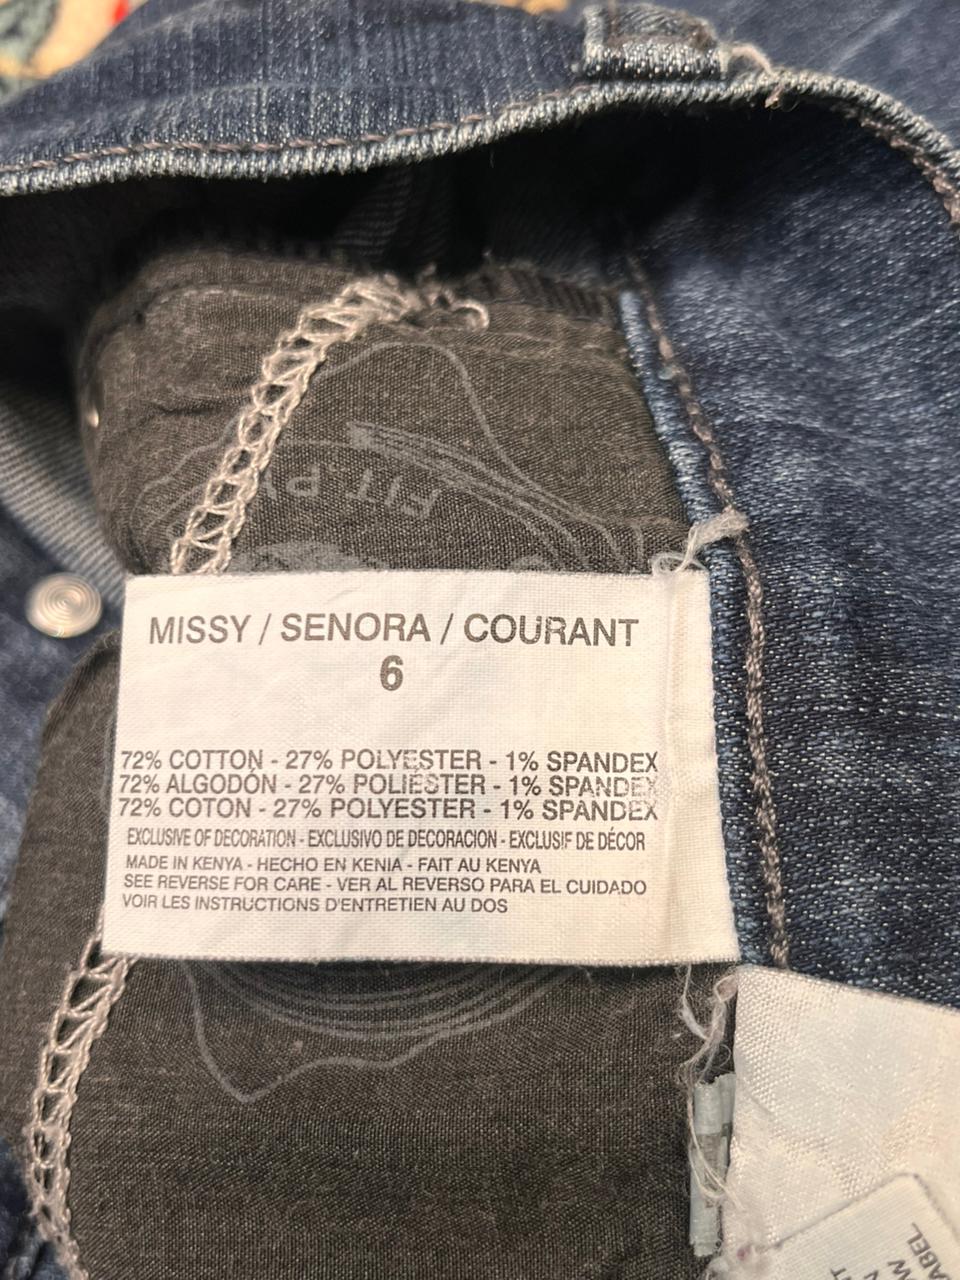 FIT P
MISSY / SENORA / COURANT
6
72% COTTON - 27% POLYESTER - 1% SPANDEX
72% ALGODÓN - 27% POLIÉSTER - 1% SPANDEX
72% COTON - 27% POLYESTER - 1% SPANDEX
EXCLUSIVE OF DECORATION - EXCLUSIVO DE DECORACION - EXCLUSIF DE DÉCOR
MADE IN KENYA - HECHO EN KENIA - FAIT AU KENYA
SEE REVERSE FOR CARE - VER AL REVERSO PARA EL CUIDADO
VOIR LES INSTRUCTIONS D'ENTRETIEN AU DOS
ABEL
W